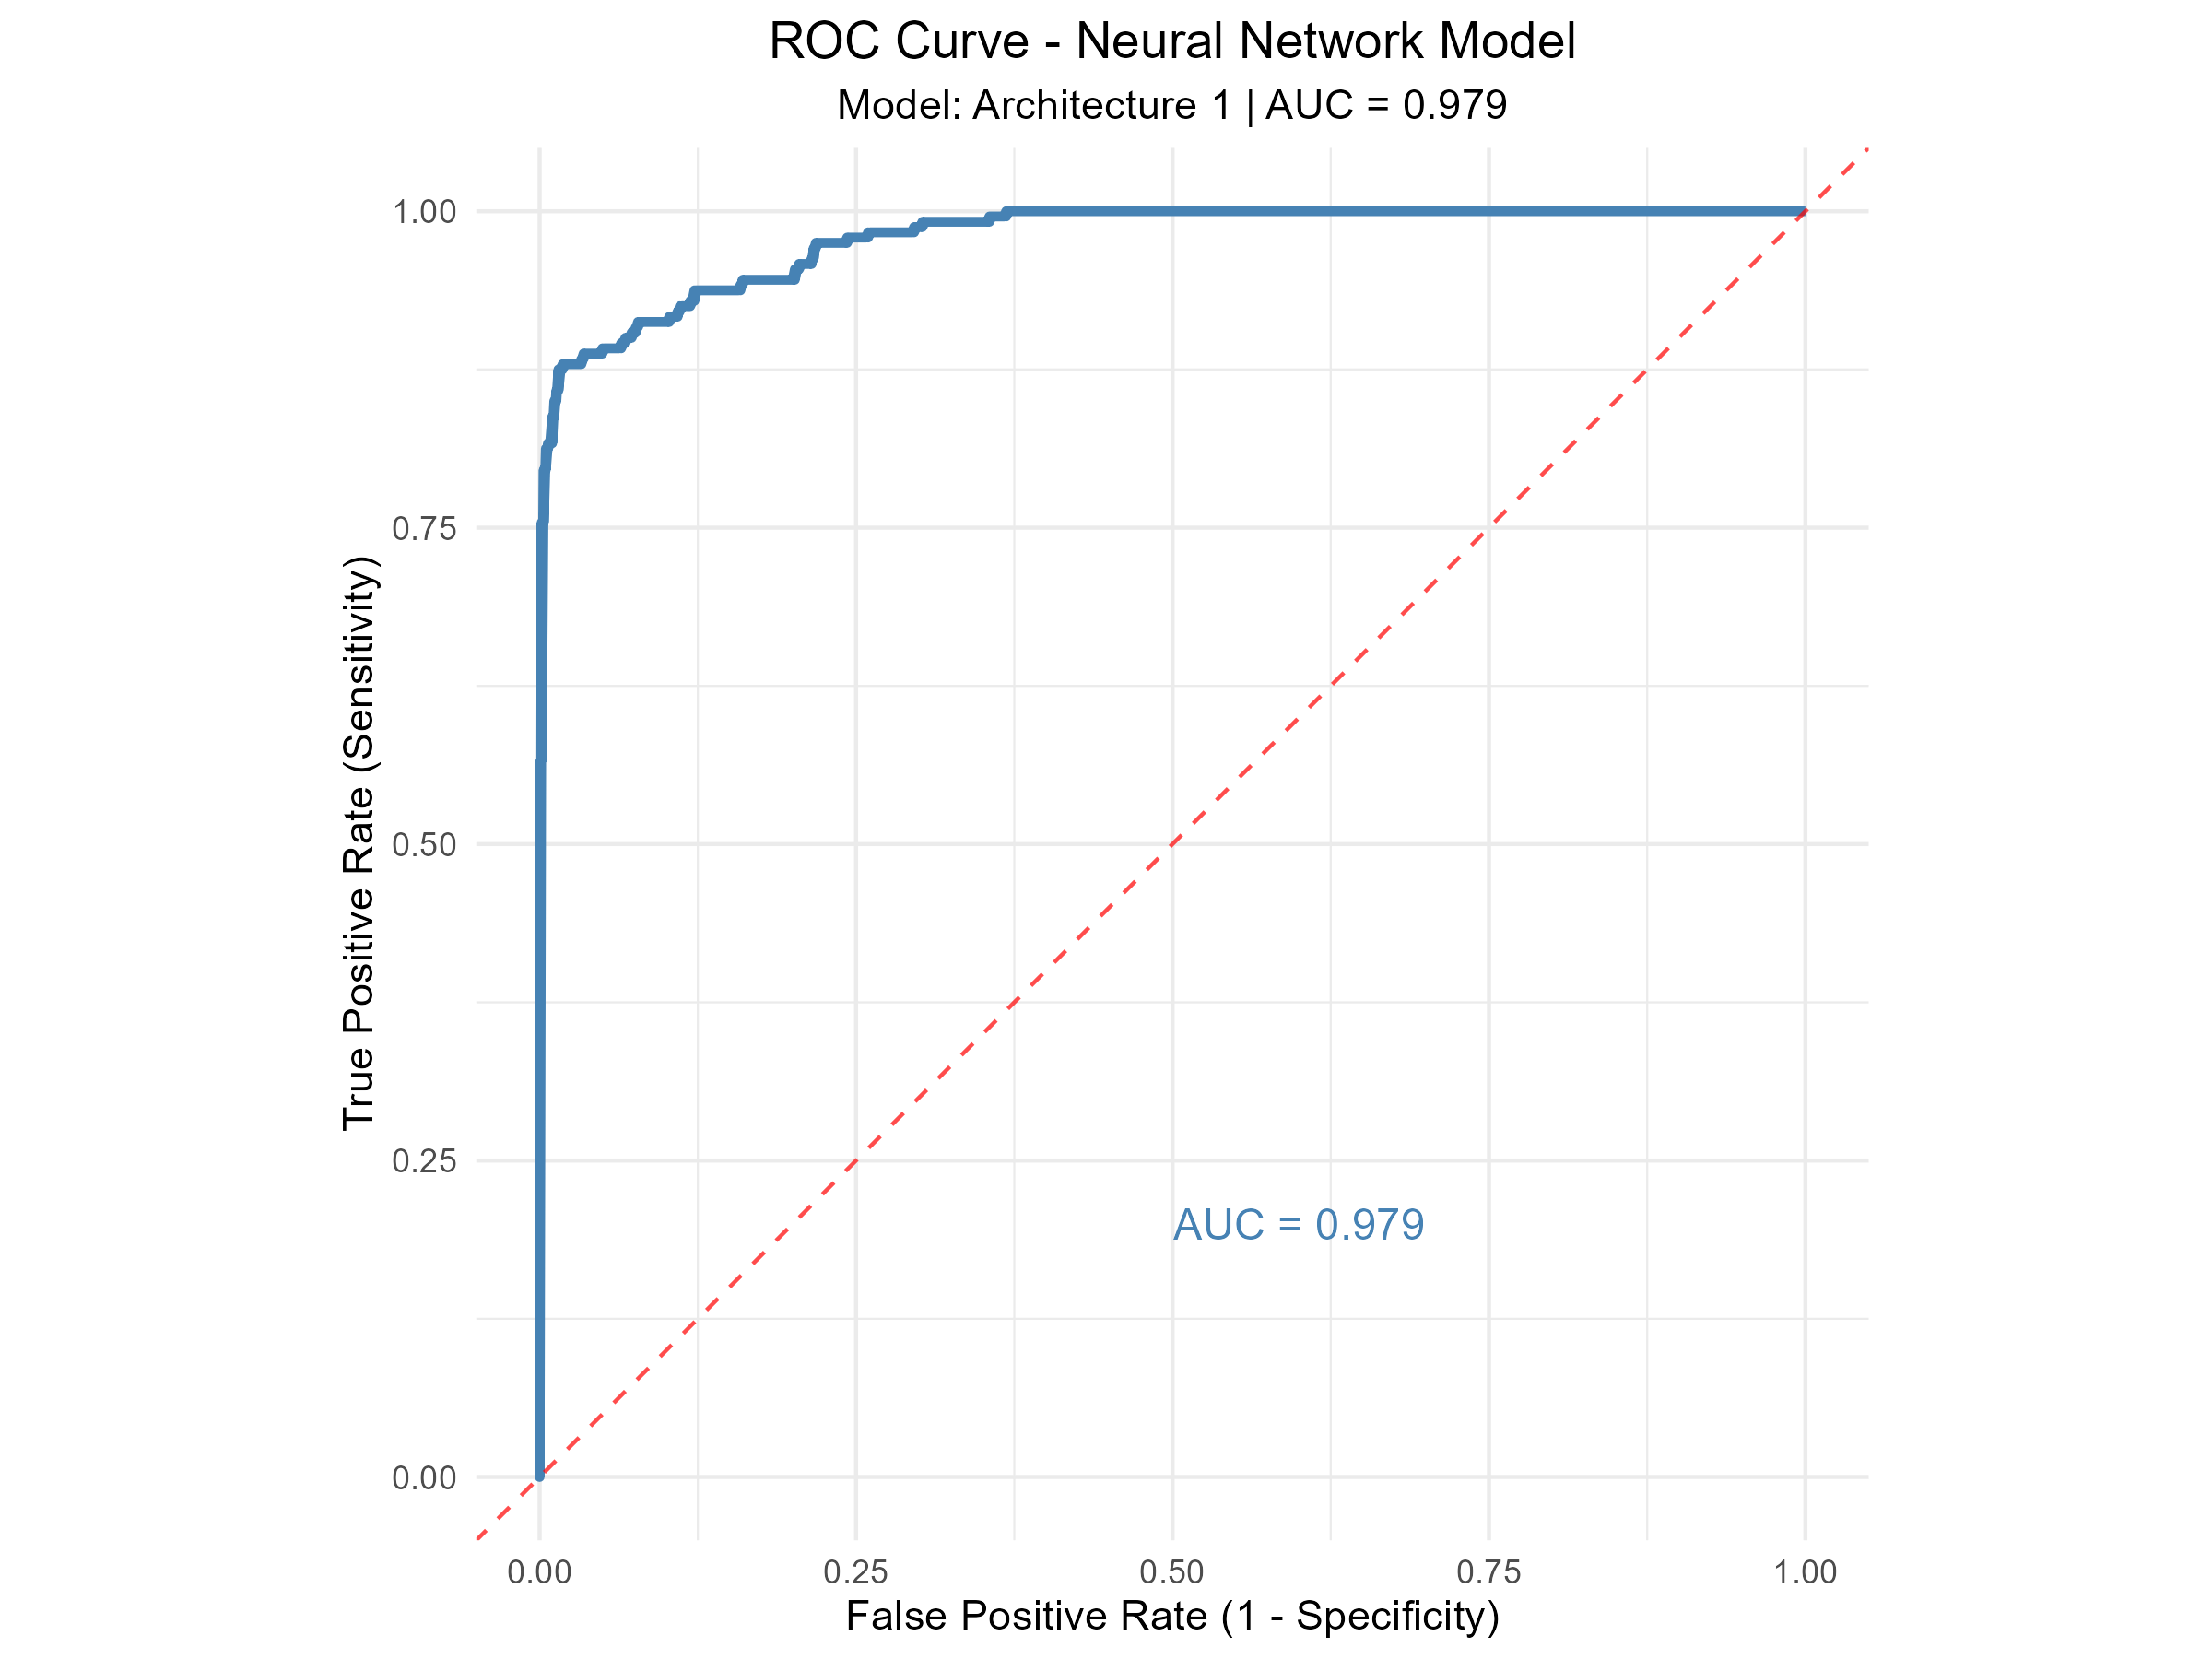 ROC Curve - Neural Network Model
Model: Architecture 1 | AUC = 0.979
True Positive Rate (Sensitivity)
1.00
0.75
0.50
0.25
0.00
AUC = 0.979
0.00 0.25 0.50 0.75 1.00
False Positive Rate (1 - Specificity)